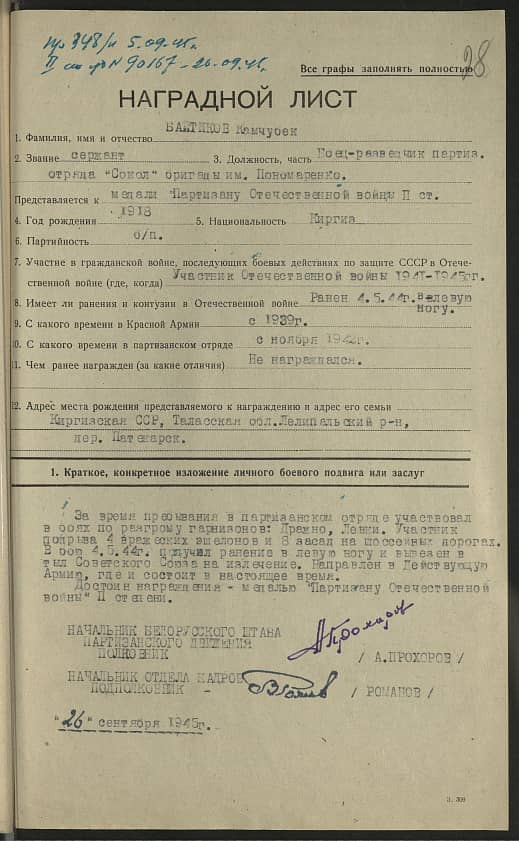 пр 348/н 5.09.45г.
II ст № 90167 - 26.09.45г.
28
Все графы заполнять полностью
НАГРАДНОЙ ЛИСТ
1. Фамилия, имя и отчество БАЙТИКОВ Камчубек
2. Звание сержант 3. Должность, часть Боец-разведчик партиз.
отряда "Сокол" бригады им. Пономаренко.
Представляется к медали "Партизану Отечественной войны II ст.
4. Год рождения 1918 5. Национальность Киргиз
6. Партийность б/п.
7. Участие в гражданской войне, последующих боевых действиях по защите СССР в Отече-
ственной войне (где, когда) Участник Отечественной войны 1941-1945гг.
8. Имеет ли ранения и контузии в Отечественной войне Ранен 4.5.44г. в левую
ногу.
9. С какого времени в Красной Армии с 1939г.
10. С какого времени в партизанском отряде с ноября 1942г.
11. Чем ранее награжден (за какие отличия) Не награждался.
12. Адрес места рождения представляемого к награждению и адрес его семьи
Киргизская ССР, Таласская обл. р-н,
дер.
1. Краткое, конкретное изложение личного боевого подвига или заслуг
За время пребывания в партизанском отряде участвовал
в боях по разгрому гарнизонов: Дражно, Левки. Участник
подрыва 4 вражеских эшелонов и 8 засад на шоссейных дорогах.
В бою 4.5.44г. получил ранение в левую ногу и вывезен в
тыл Советского Союза на излечение. Направлен в Действующую
Армию, где и состоит в настоящее время.
Достоин награждения - медалью "Партизану Отечественной
войны" II степени.
НАЧАЛЬНИК БЕЛОРУССКОГО ШТАБА
ПАРТИЗАНСКОГО ДВИЖЕНИЯ
ПОЛКОВНИК / А.ПРОХОРОВ /
НАЧАЛЬНИК ОТДЕЛА КАДРОВ
ПОДПОЛКОВНИК - / РОМАНОВ /
"26" сентября 1945г.
З. 309